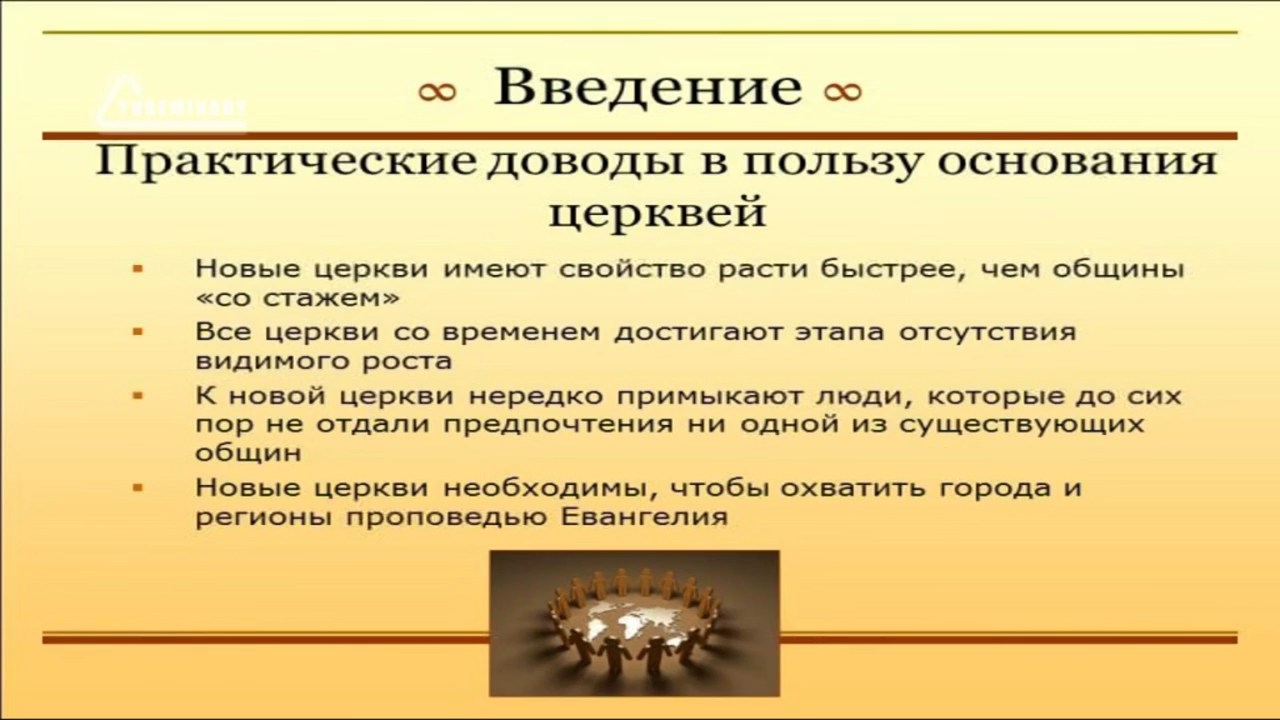 ∞ Введение ∞
Практические доводы в пользу основания
церквей
▪ Новые церкви имеют свойство расти быстрее, чем общины
«со стажем»
▪ Все церкви со временем достигают этапа отсутствия
видимого роста
▪ К новой церкви нередко примыкают люди, которые до сих
пор не отдали предпочтения ни одной из существующих
общин
▪ Новые церкви необходимы, чтобы охватить города и
регионы проповедью Евангелия